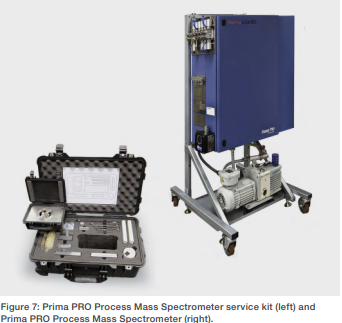 Figure 7: Prima PRO Process Mass Spectrometer service kit (left) and
Prima PRO Process Mass Spectrometer (right).